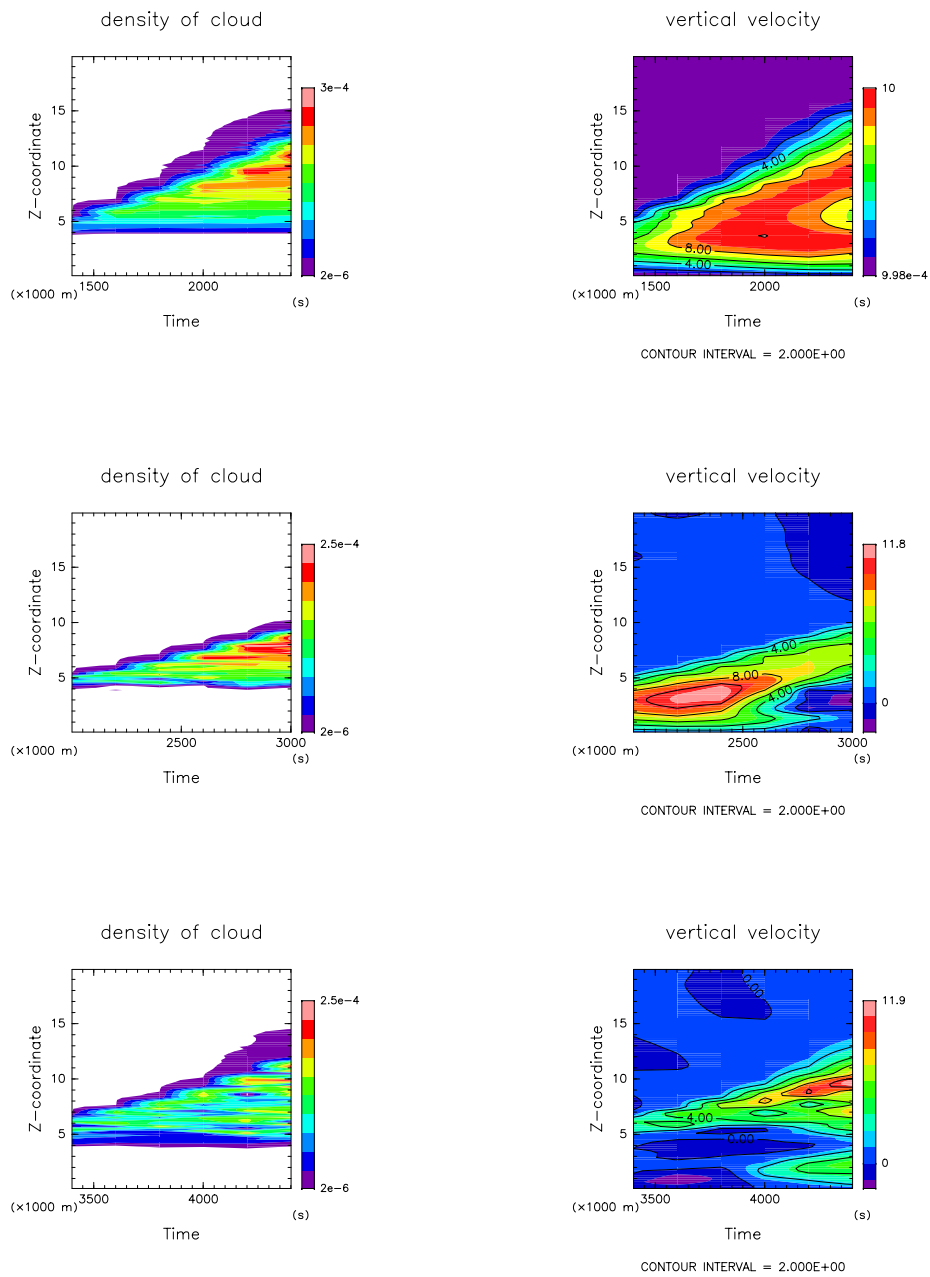 density of cloud
vertical velocity
Z-coordinate
15
10
5
3e-4
2e-6
1500
2000
(×1000 m)
(s)
Time
Z-coordinate
15
10
5
4.00
8.00
4.00
10
9.98e-4
1500
2000
(×1000 m)
(s)
Time
CONTOUR INTERVAL = 2.000E+00
density of cloud
vertical velocity
Z-coordinate
15
10
5
2.5e-4
2e-6
2500
3000
(×1000 m)
(s)
Time
Z-coordinate
15
10
5
4.00
8.00
4.00
11.8
0
2500
3000
(×1000 m)
(s)
Time
CONTOUR INTERVAL = 2.000E+00
density of cloud
vertical velocity
Z-coordinate
15
10
5
2.5e-4
2e-6
3500
4000
(×1000 m)
(s)
Time
Z-coordinate
15
10
5
0.00
4.00
0.00
11.9
0
3500
4000
(×1000 m)
(s)
Time
CONTOUR INTERVAL = 2.000E+00